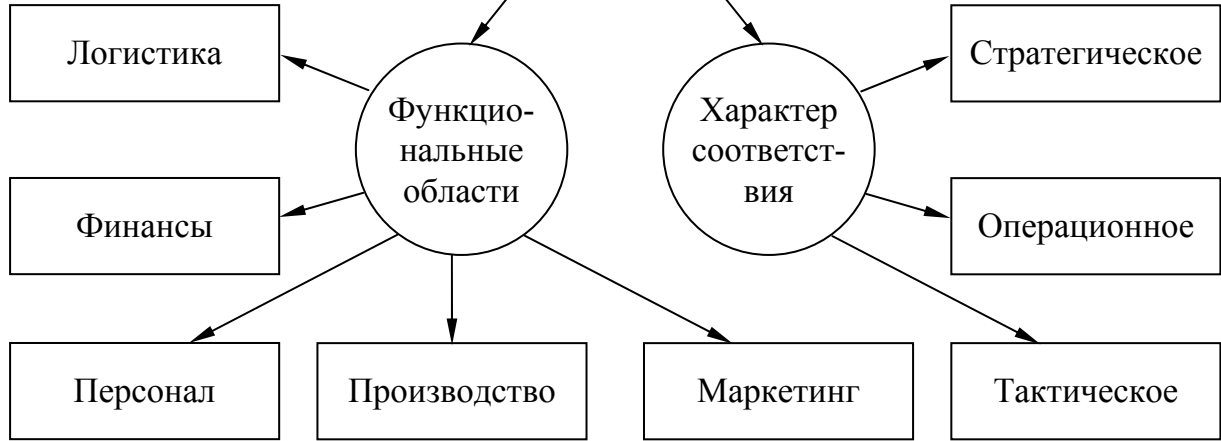 Логистика
Функцио-
нальные
области
Характер
соответст-
вия
Стратегическое
Финансы
Операционное
Персонал
Производство
Маркетинг
Тактическое